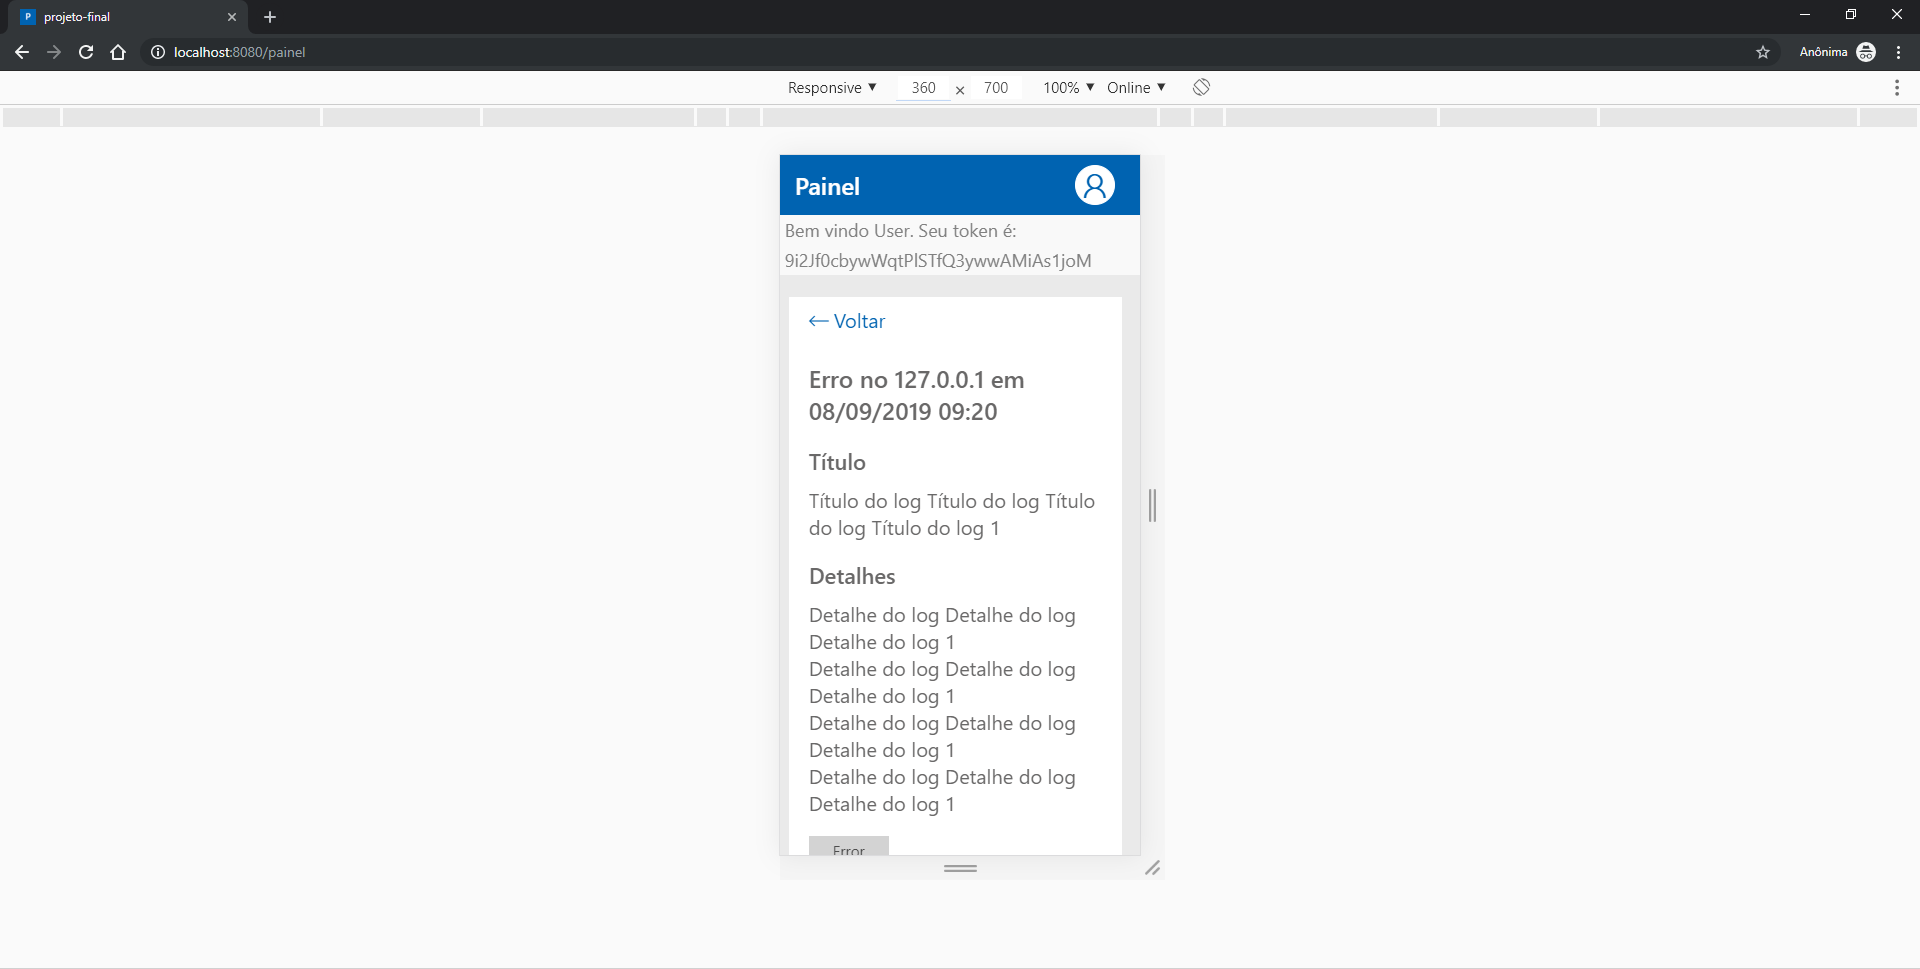 P projeto-final
localhost:8080/painel
Anônima
Responsive 360 × 700 100% Online
Painel
Bem vindo User. Seu token é:
9i2Jf0cbywWqtPlSTfQ3ywwAMiAs1joM
Voltar
Erro no 127.0.0.1 em
08/09/2019 09:20
Título
Título do log Título do log Título
do log Título do log 1
Detalhes
Detalhe do log Detalhe do log
Detalhe do log 1
Detalhe do log Detalhe do log
Detalhe do log 1
Detalhe do log Detalhe do log
Detalhe do log 1
Detalhe do log Detalhe do log
Detalhe do log 1
Error